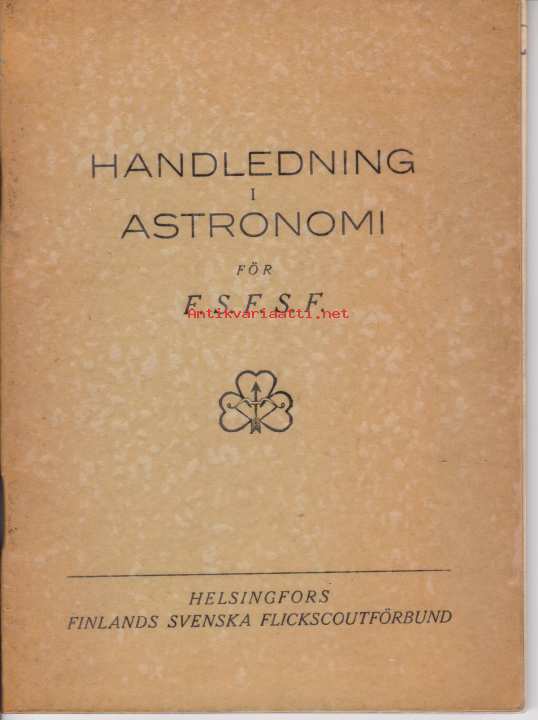 HANDLEDNING
I
ASTRONOMI
FÖR
F. S. F. S. F.
Antikvariaatti.net
HELSINGFORS
FINLANDS SVENSKA FLICKSCOUTFÖRBUND